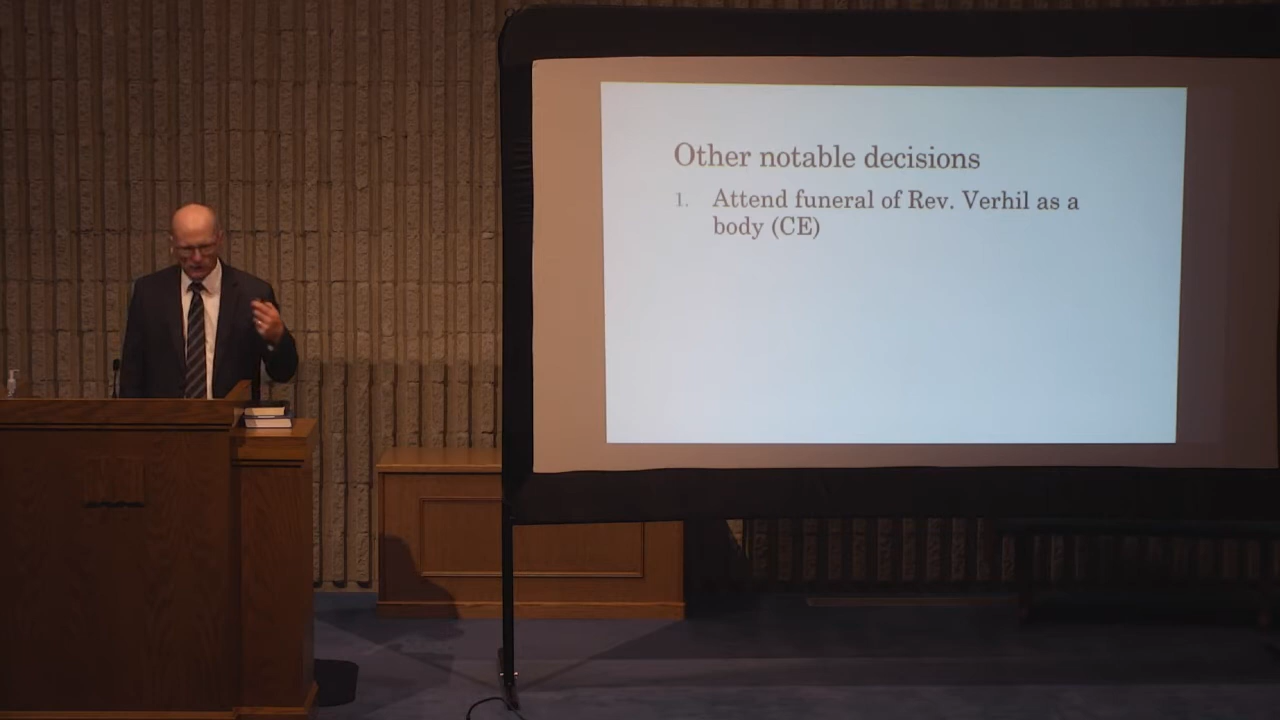 Other notable decisions
1. Attend funeral of Rev. Verhil as a
body (CE)